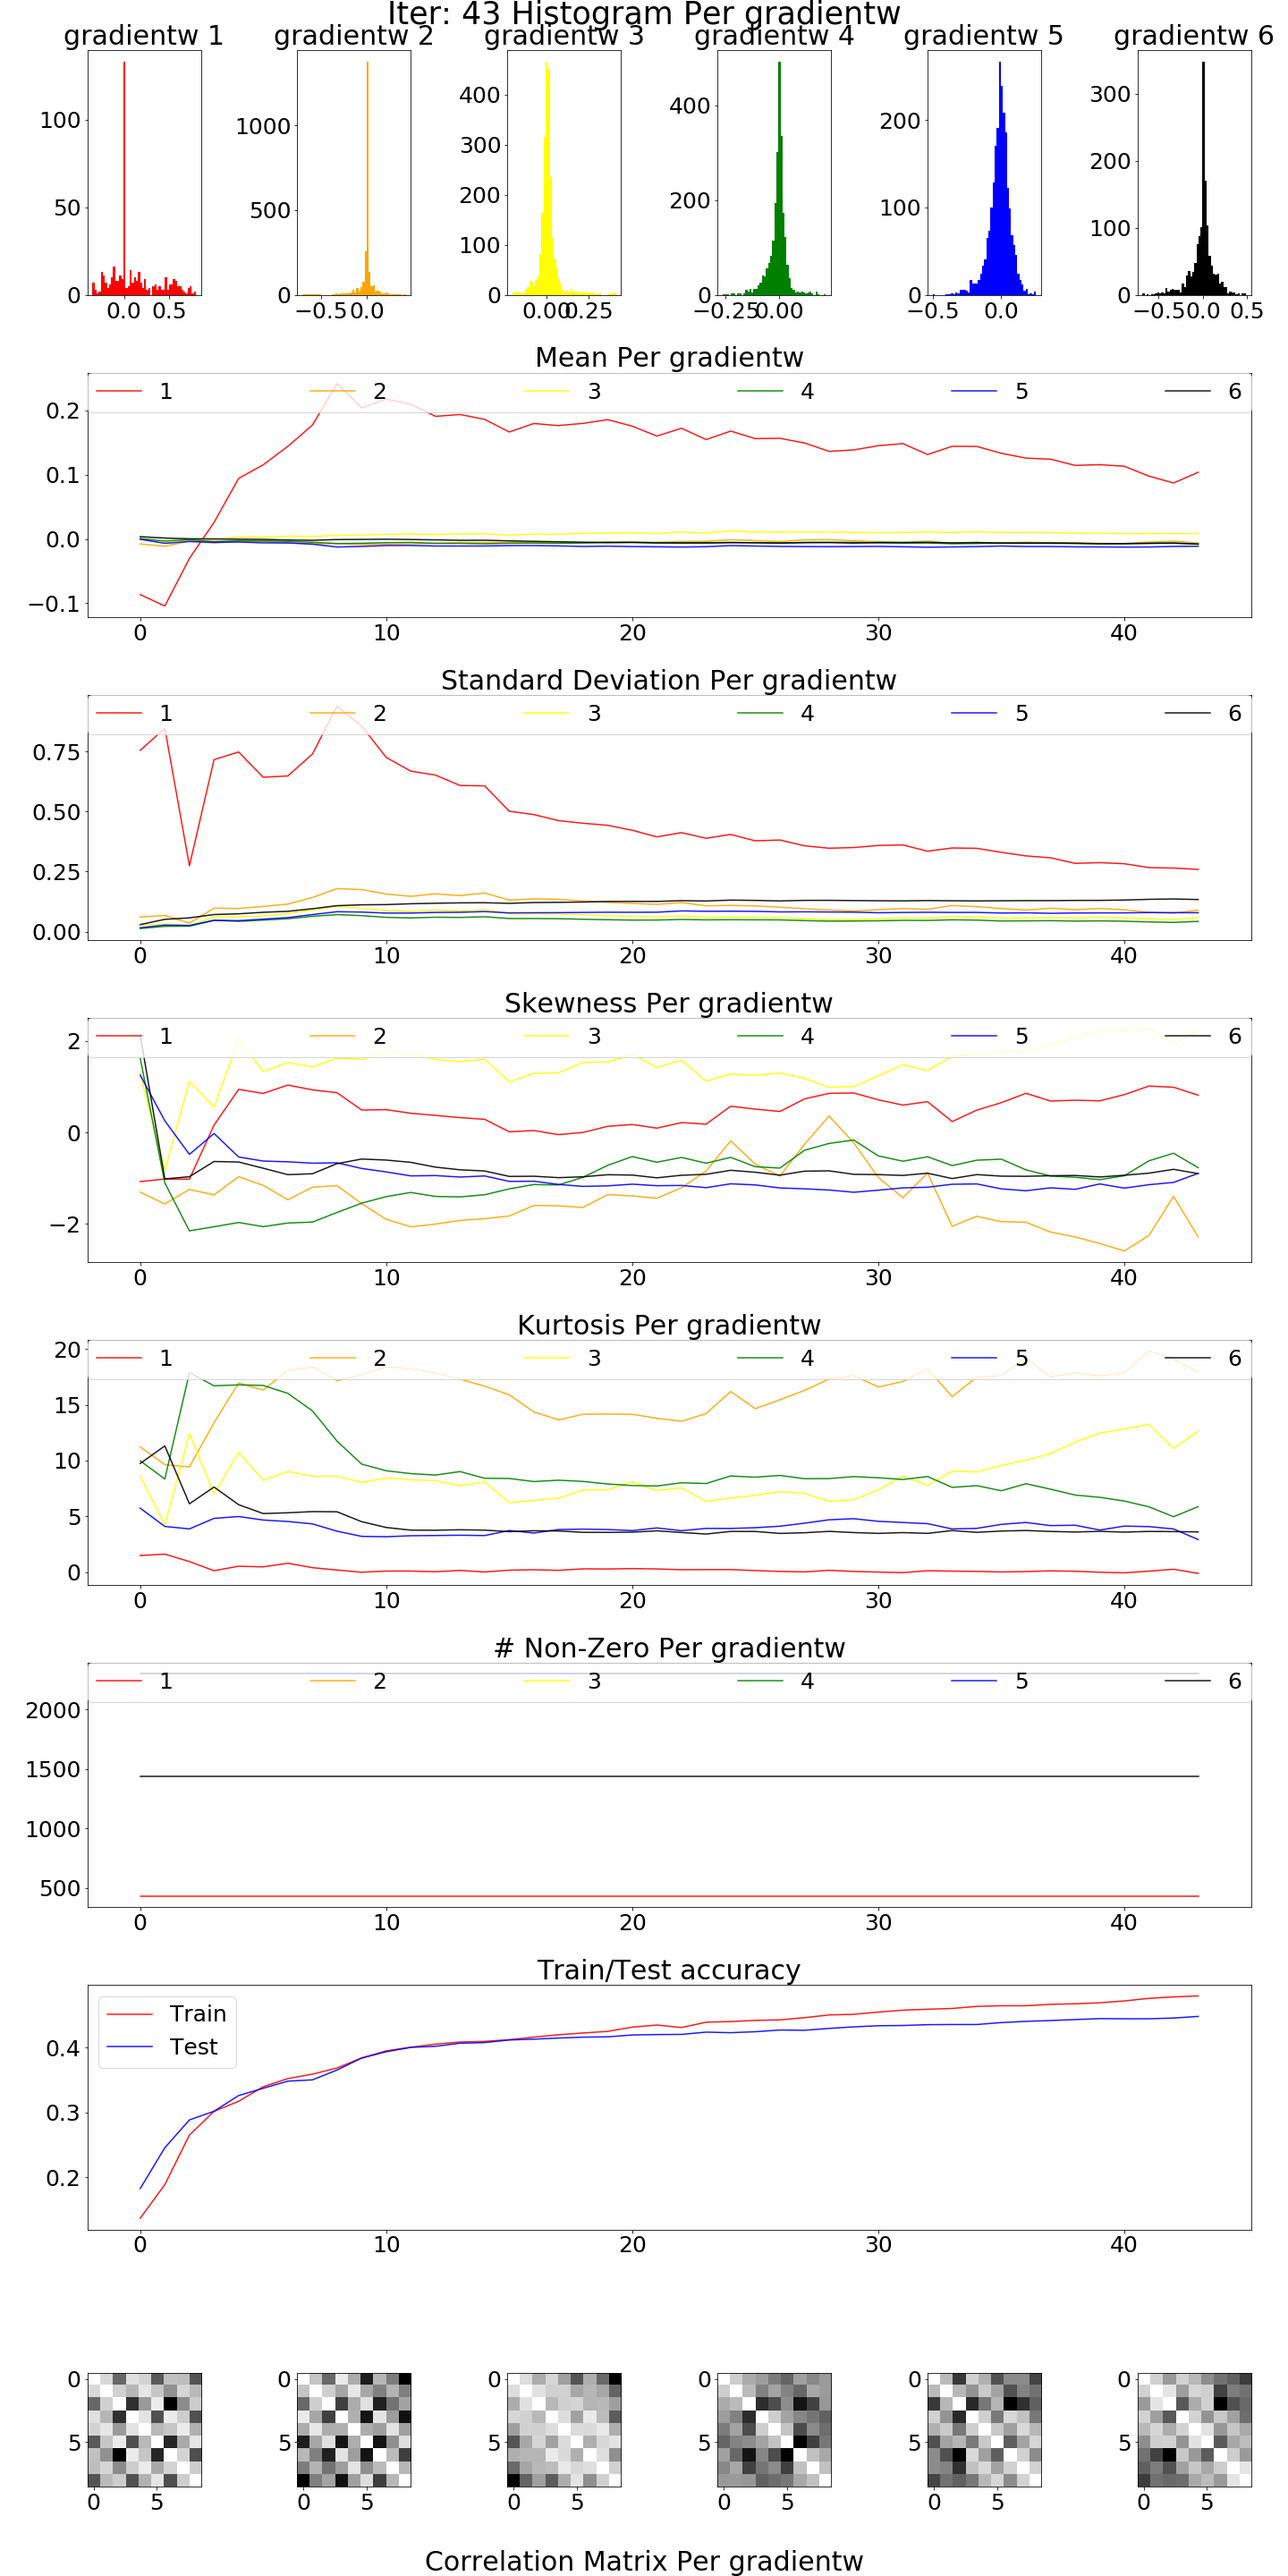 Iter: 43 Histogram Per gradientw
gradientw 1 gradientw 2 gradientw 3 gradientw 4 gradientw 5 gradientw 6
100
50
0
0.0 0.5
1000
500
0
−0.5 0.0
400
300
200
100
0
0.00 0.25
400
200
0
−0.25 0.00
200
100
0
−0.5 0.0
300
200
100
0
−0.5 0.0 0.5
Mean Per gradientw
1 2 3 4 5 6
0.2
0.1
0.0
−0.1
0 10 20 30 40
Standard Deviation Per gradientw
1 2 3 4 5 6
0.75
0.50
0.25
0.00
0 10 20 30 40
Skewness Per gradientw
1 2 3 4 5 6
2
0
−2
0 10 20 30 40
Kurtosis Per gradientw
1 2 3 4 5 6
20
15
10
5
0
0 10 20 30 40
# Non-Zero Per gradientw
1 2 3 4 5 6
2000
1500
1000
500
0 10 20 30 40
Train/Test accuracy
Train
Test
0.4
0.3
0.2
0 10 20 30 40
0 0 0 0 0 0
5 5 5 5 5 5
0 5 0 5 0 5 0 5 0 5 0 5
Correlation Matrix Per gradientw